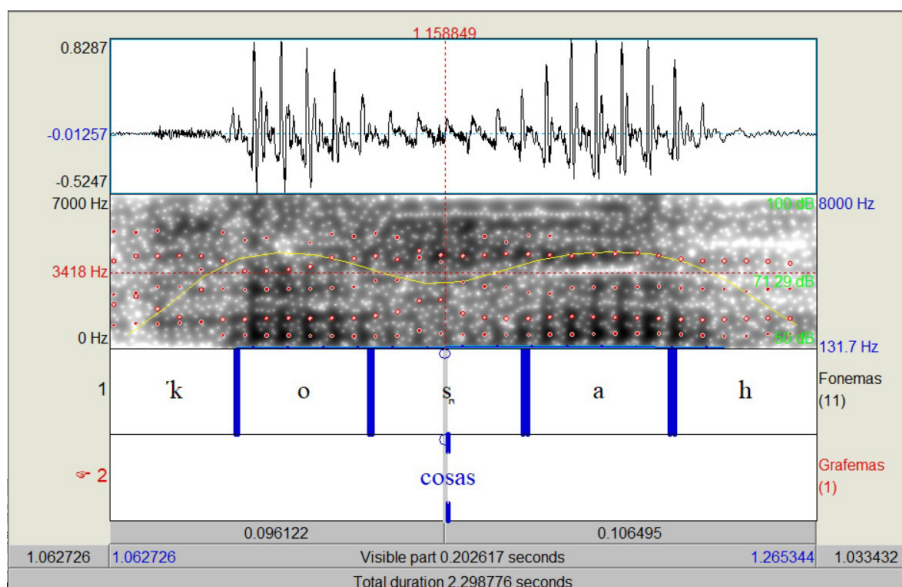 1.158849
0.8287
-0.01257
-0.5247
7000 Hz 100 dB 8000 Hz
3418 Hz 71.29 dB
0 Hz 50 dB 131.7 Hz
1 ˈk o s̪ a h Fonemas
(11)
☞ 2 cosas Grafemas
(1)
0.096122 0.106495
1.062726 1.062726 Visible part 0.202617 seconds 1.265344 1.033432
Total duration 2.298776 seconds